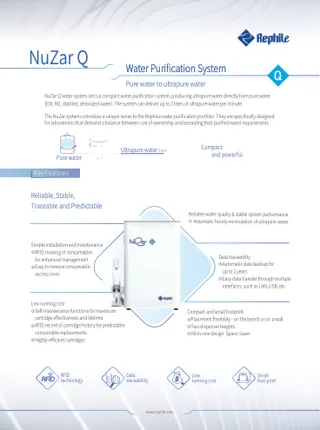 Rephile
NuZar Q
Water Purification System
Q
Pure water to ultrapure water
NuZar Q water system set is a compact water purification system, producing ultrapure water directly from pure water
(EDI, RO, distilled, deionized water). The system can deliver up to 2 liters of ultrapure water per minute.
The NuZar systems introduce a unique series to the Rephile water purification portfolio. They are specifically designed
for laboratories that demand a balance between cost of ownership and exceeding their purified water requirements.
Pure water
Ultrapure water
Compact
and powerful
Key Features
Reliable, Stable,
Traceable and Predictable
Reliable water quality & stable system performance
Automatic hourly recirculation of ultrapure water
Simple installation and maintenance
RFID tracking of consumables
for enhanced management
Easy to remove consumable
access cover
NuZar Q
Data traceability
Automatic data backup for
up to 2 years
Easy data transfer through multiple
interfaces, such as LAN, USB, etc.
Rephile
Low running cost
Self-maintenance functions for maximum
cartridge effectiveness and lifetime
RFID record of cartridge history for predictable
consumable replacements
Highly efficient cartridges
Compact and small footprint
Placement flexibility - on the bench or on a wall
Two dispenser heights
All-in-one design: Space Saver
RFID
RFID
technology
Data
traceability
$
Low
running cost
Small
foot print
www.rephile.com